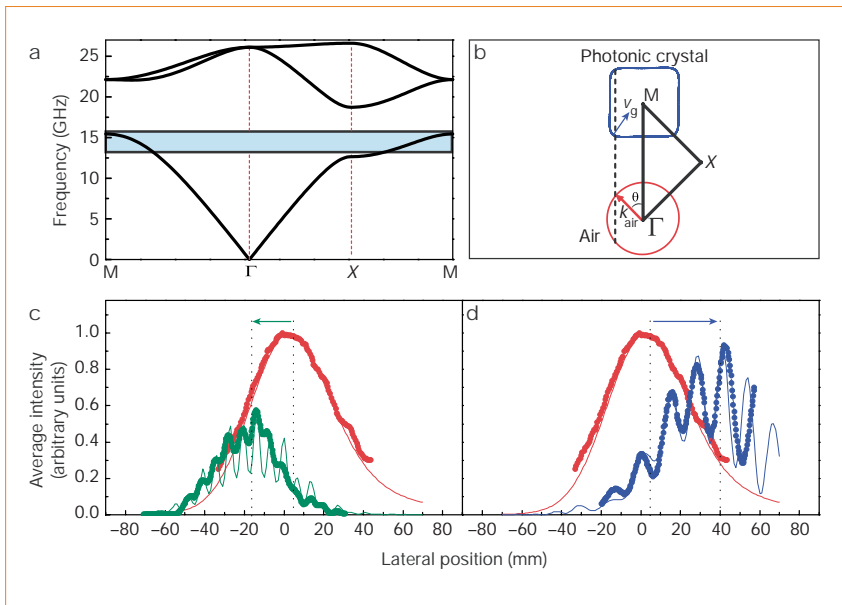 a
Frequency (GHz)
25
20
15
10
5
0
M
Γ
X
M
b
Photonic crystal
M
vg
X
θ
kair
Γ
Air
c
d
Average intensity
(arbitrary units)
1.0
0.8
0.6
0.4
0.2
0.0
−80 −60 −40 −20 0 20 40 60 80
−80 −60 −40 −20 0 20 40 60 80
Lateral position (mm)